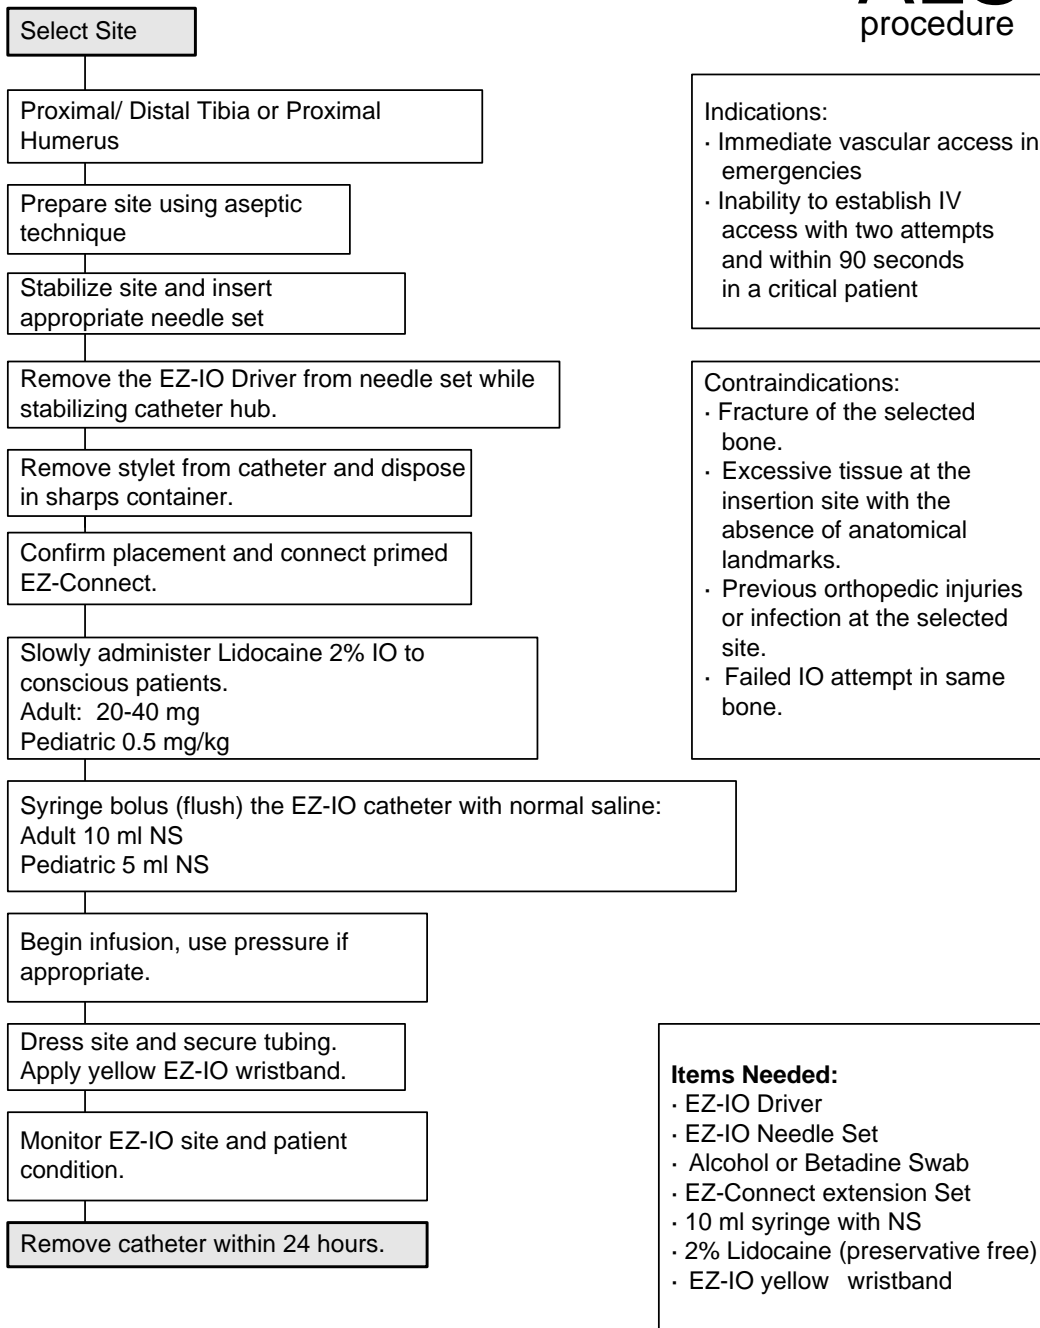 procedure
Select Site
Proximal/ Distal Tibia or Proximal
Humerus
Prepare site using aseptic
technique
Stabilize site and insert
appropriate needle set
Remove the EZ-IO Driver from needle set while
stabilizing catheter hub.
Remove stylet from catheter and dispose
in sharps container.
Confirm placement and connect primed
EZ-Connect.
Slowly administer Lidocaine 2% IO to
conscious patients.
Adult:  20-40 mg
Pediatric 0.5 mg/kg
Syringe bolus (flush) the EZ-IO catheter with normal saline:
Adult 10 ml NS
Pediatric 5 ml NS
Begin infusion, use pressure if
appropriate.
Dress site and secure tubing.
Apply yellow EZ-IO wristband.
Monitor EZ-IO site and patient
condition.
Remove catheter within 24 hours.
Indications:
· Immediate vascular access in
emergencies
· Inability to establish IV
access with two attempts
and within 90 seconds
in a critical patient
Contraindications:
· Fracture of the selected
bone.
· Excessive tissue at the
insertion site with the
absence of anatomical
landmarks.
· Previous orthopedic injuries
or infection at the selected
site.
· Failed IO attempt in same
bone.
Items Needed:
· EZ-IO Driver
· EZ-IO Needle Set
· Alcohol or Betadine Swab
· EZ-Connect extension Set
· 10 ml syringe with NS
· 2% Lidocaine (preservative free)
· EZ-IO yellow  wristband